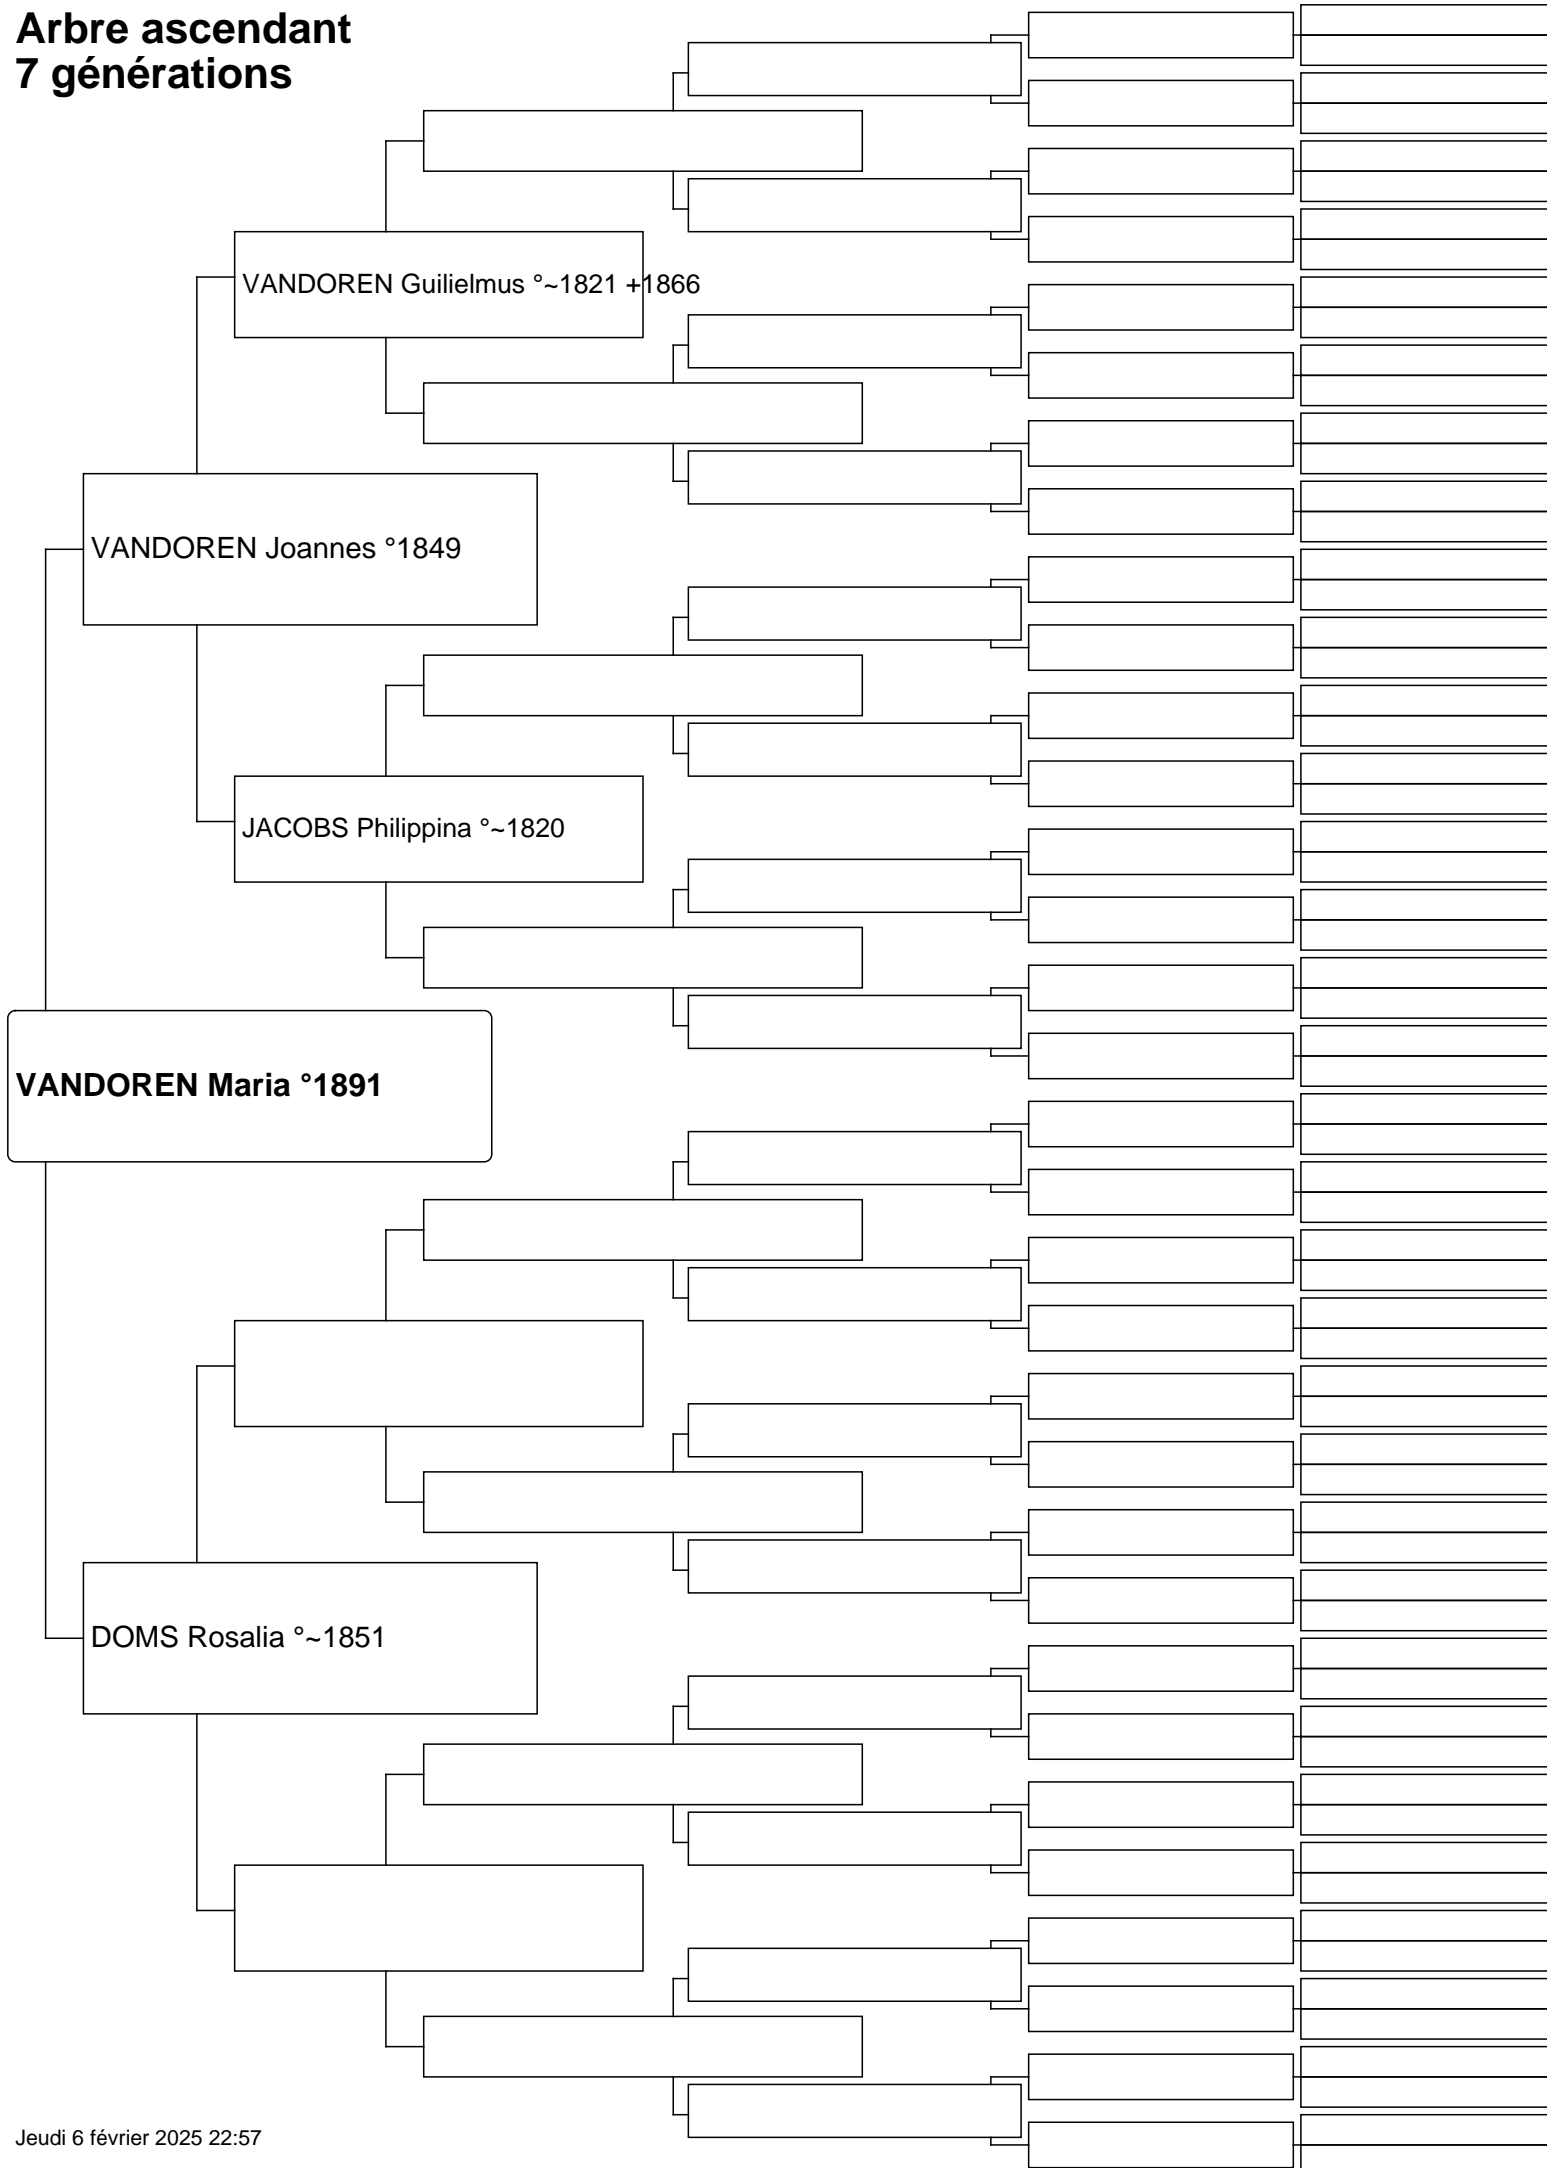 Arbre ascendant
7 générations
VANDOREN Guilielmus °~1821 +1866
VANDOREN Joannes °1849
JACOBS Philippina °~1820
VANDOREN Maria °1891
DOMS Rosalia °~1851
Jeudi 6 février 2025 22:57